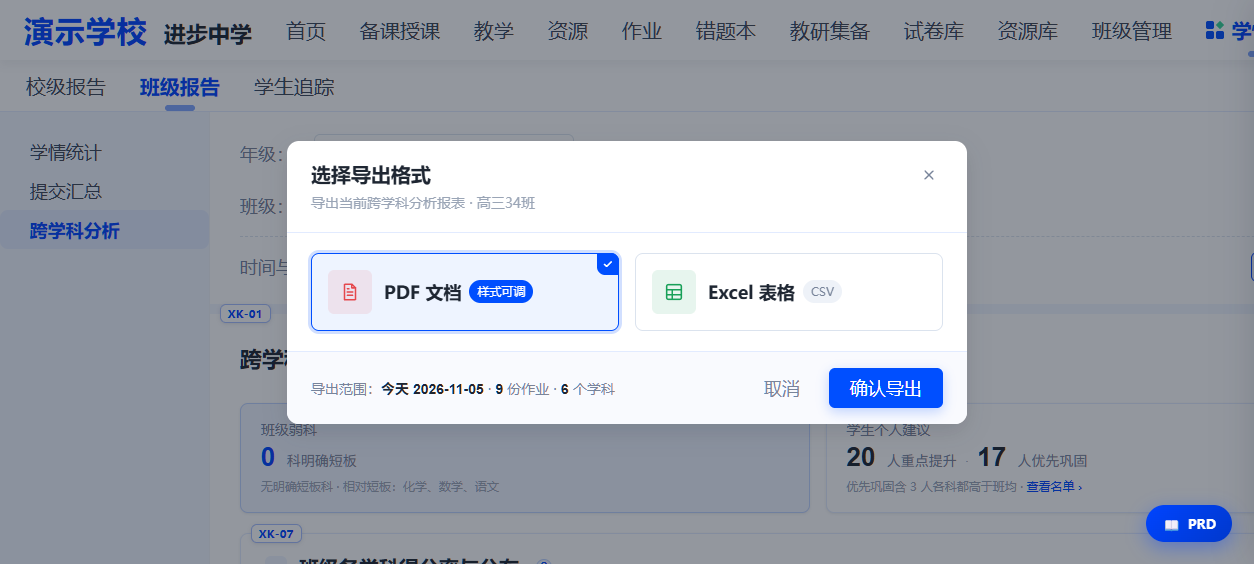 演示学校 进步中学 首页 备课授课 教学 资源 作业 错题本 教研集备 试卷库 资源库 班级管理
校级报告 班级报告 学生追踪
学情统计
提交汇总
跨学科分析
年级：
班级：
选择导出格式 ×
导出当前跨学科分析报表 · 高三34班
PDF 文档 样式可调
Excel 表格 CSV
导出范围：今天 2026-11-05 · 9 份作业 · 6 个学科
取消 确认导出
XK-01
班级弱科
0 科明确短板
无明确短板科 · 相对短板：化学、数学、语文
学生个人建议
20 人重点提升 · 17 人优先巩固
优先巩固含 3 人各科都高于班均 · 查看名单 ›
XK-07
PRD